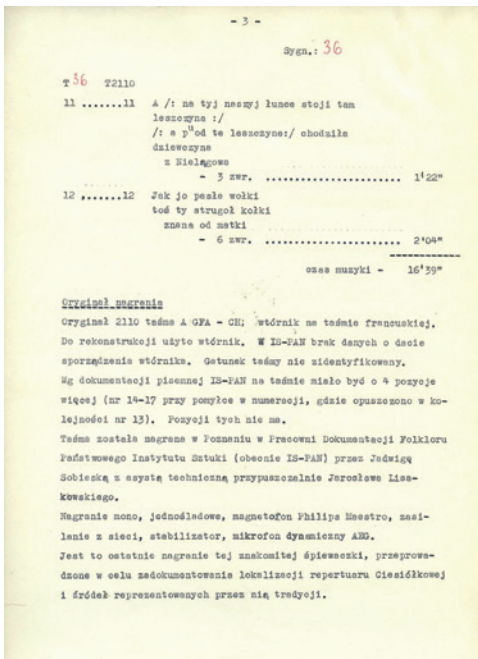 - 3 -
Sygn.: 36
T 36 T2110
11 .......11 A /: na tyj naszyj łunce stoji tam
leszczyna :/
/: a pᵘod te leszczyne:/ chodziła
dziewczyna
z Nielągowa
- 3 zwr. ........................ 1'22"
12 .......12 Jak jo pasła wołki
toś ty strugoł kołki
znana od matki
- 6 zwr. ........................ 2'04"
czas muzyki - 16'39"
Oryginał nagrania
Oryginał 2110 taśma A GFA - CH; wtórnik na taśmie francuskiej.
Do rekonstrukcji użyto wtórnik. W IS-PAN brak danych o dacie
sporządzenia wtórnika. Gatunek taśmy nie zidentyfikowany.
Wg dokumentacji pisemnej IS-PAN na taśmie miało być o 4 pozycje
więcej (nr 14-17 przy pomyłce w numeracji, gdzie opuszczono w ko-
lejności nr 13). Pozycji tych nie ma.
Taśma została nagrana w Poznaniu w Pracowni Dokumentacji Folkloru
Państwowego Instytutu Sztuki (obecnie IS-PAN) przez Jadwigę
Sobieską z asystą techniczną przypuszczalnie Jarosława Lisa-
kowskiego.
Nagranie mono, jednośladowe, magnetofon Philips Maestro, zasi-
lanie z sieci, stabilizator, mikrofon dynamiczny AEG.
Jest to ostatnie nagranie tej znakomitej śpiewaczki, przeprowa-
dzone w celu zadokumentowania lokalizacji repertuaru Ciesiółkowej
i źródeł reprezentowanych przez nią tradycji.